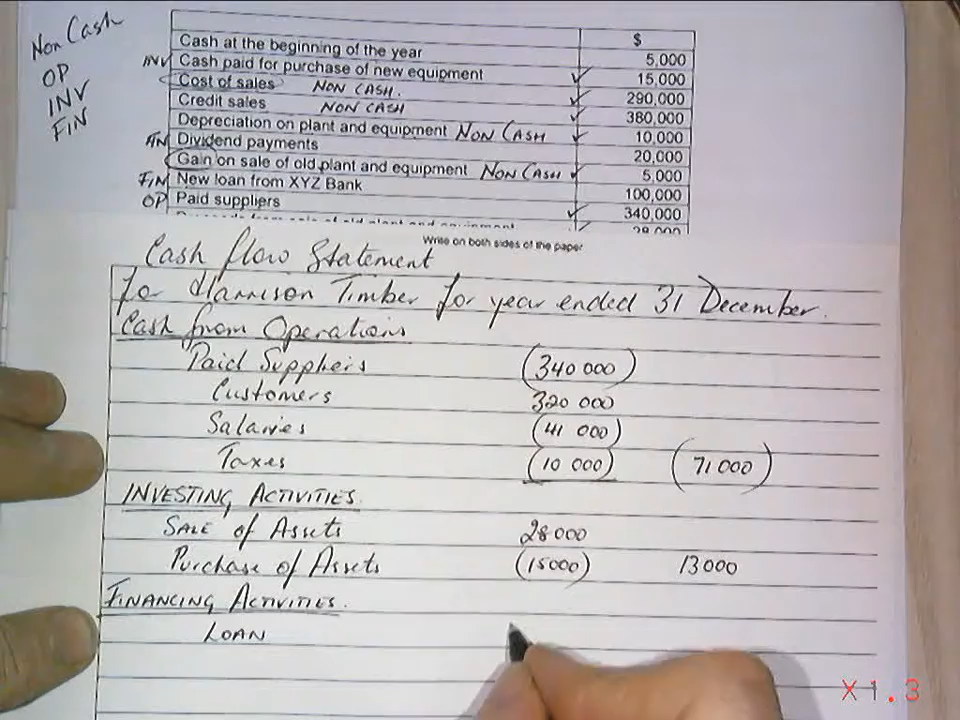 Non Cash
OP
INV
FIN
$
Cash at the beginning of the year 5,000
INV Cash paid for purchase of new equipment 15,000
Cost of sales NON CASH. 290,000
Credit sales NON CASH 380,000
Depreciation on plant and equipment NON CASH 10,000
FIN Dividend payments 20,000
Gain on sale of old plant and equipment NON CASH 5,000
FIN New loan from XYZ Bank 100,000
OP Paid suppliers 340,000
Write on both sides of the paper
Cash flow Statement
for Harrison Timber for year ended 31 December.
Cash from Operations
Paid Suppliers (340 000)
Customers 320 000
Salaries (41 000)
Taxes (10 000) (71 000)
INVESTING ACTIVITIES.
SALE of Assets 28000
Purchase of Assets (15000) 13000
FINANCING ACTIVITIES.
LOAN
X1.3